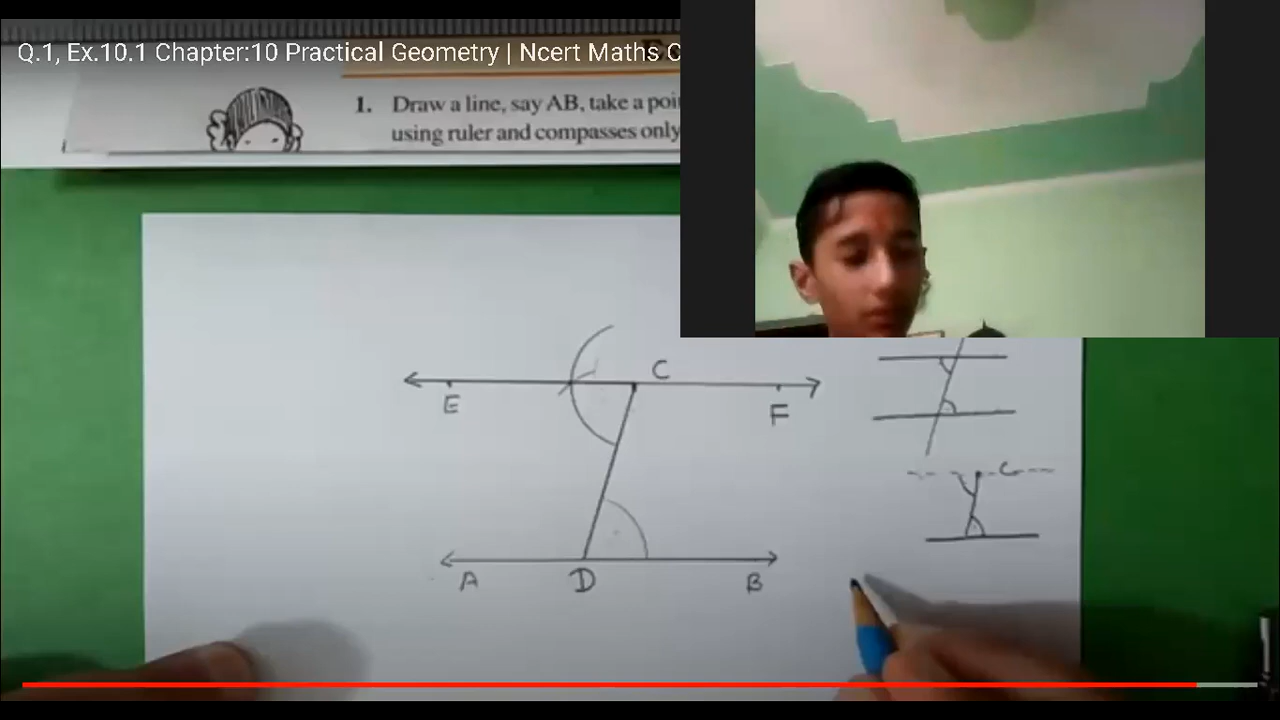 Q.1, Ex.10.1 Chapter:10 Practical Geometry | Ncert Maths C
1. Draw a line, say AB, take a poi
using ruler and compasses only
C
E
F
C
A
D
B